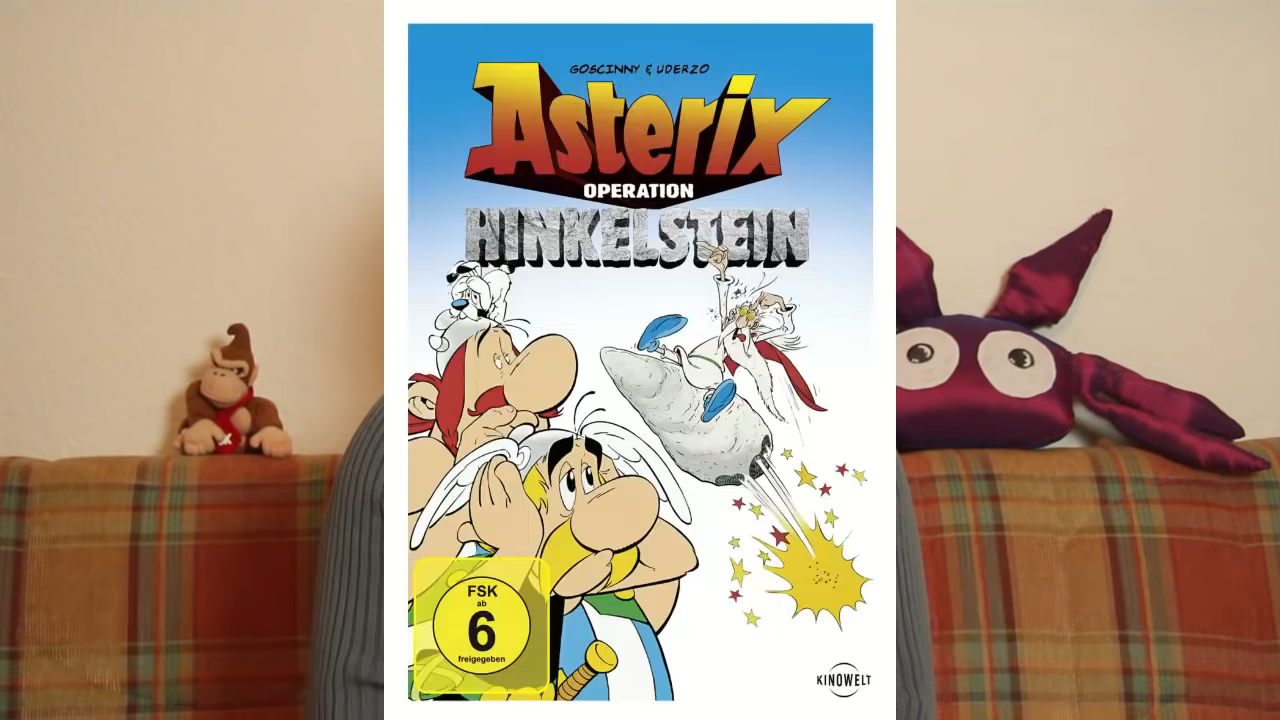 GOSCINNY & UDERZO
Asterix
OPERATION
HINKELSTEIN
FSK
ab
6
freigegeben
KINOWELT